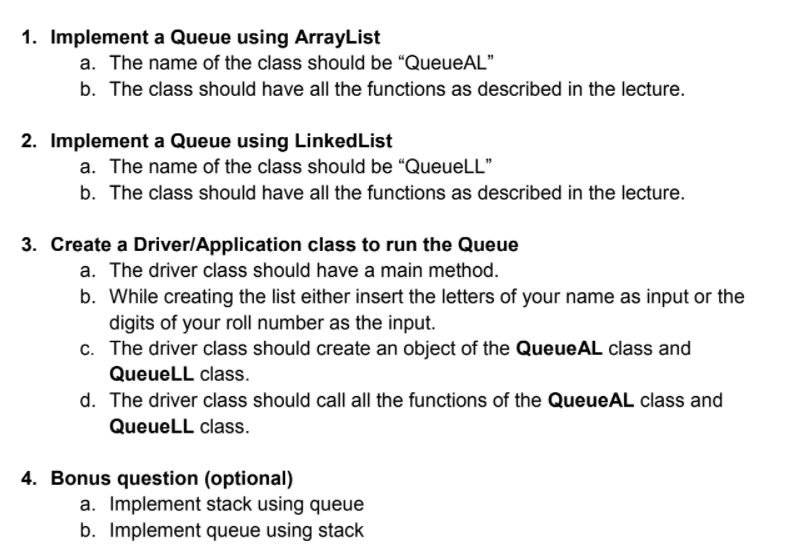 1. Implement a Queue using ArrayList
a. The name of the class should be “QueueAL”
b. The class should have all the functions as described in the lecture.
2. Implement a Queue using LinkedList
a. The name of the class should be “QueueLL”
b. The class should have all the functions as described in the lecture.
3. Create a Driver/Application class to run the Queue
a. The driver class should have a main method.
b. While creating the list either insert the letters of your name as input or the
digits of your roll number as the input.
c. The driver class should create an object of the QueueAL class and
QueueLL class.
d. The driver class should call all the functions of the QueueAL class and
QueueLL class.
4. Bonus question (optional)
a. Implement stack using queue
b. Implement queue using stack